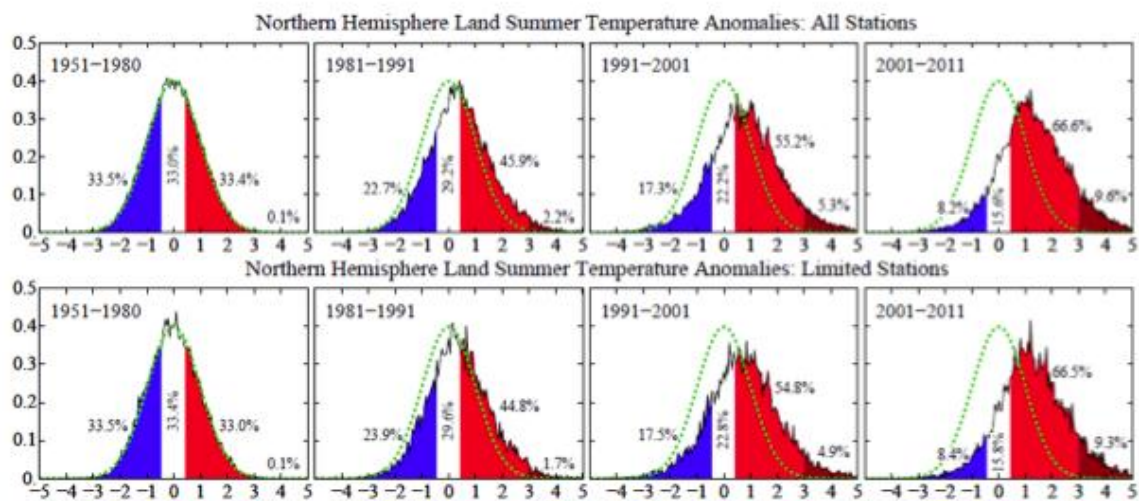 Northern Hemisphere Land Summer Temperature Anomalies: All Stations
0.5 1951−1980 1981−1991 1991−2001 2001−2011
0.4
0.3 66.6%
55.2%
0.2 45.9%
33.5% 33.0% 33.4% 22.7% 29.2% 17.3% 22.2% 8.2% 15.6% 9.6%
0.1 0.1% 2.2% 5.3%
0
−5 −4 −3 −2 −1 0 1 2 3 4 5 −4 −3 −2 −1 0 1 2 3 4 5 −4 −3 −2 −1 0 1 2 3 4 5 −4 −3 −2 −1 0 1 2 3 4 5
Northern Hemisphere Land Summer Temperature Anomalies: Limited Stations
0.5 1951−1980 1981−1991 1991−2001 2001−2011
0.4
0.3 66.5%
54.8%
0.2 44.8%
33.5% 33.4% 33.0% 23.9% 29.6% 17.5% 22.8% 8.4% 15.8% 9.3%
0.1 0.1% 1.7% 4.9%
0
−5 −4 −3 −2 −1 0 1 2 3 4 5 −4 −3 −2 −1 0 1 2 3 4 5 −4 −3 −2 −1 0 1 2 3 4 5 −4 −3 −2 −1 0 1 2 3 4 5